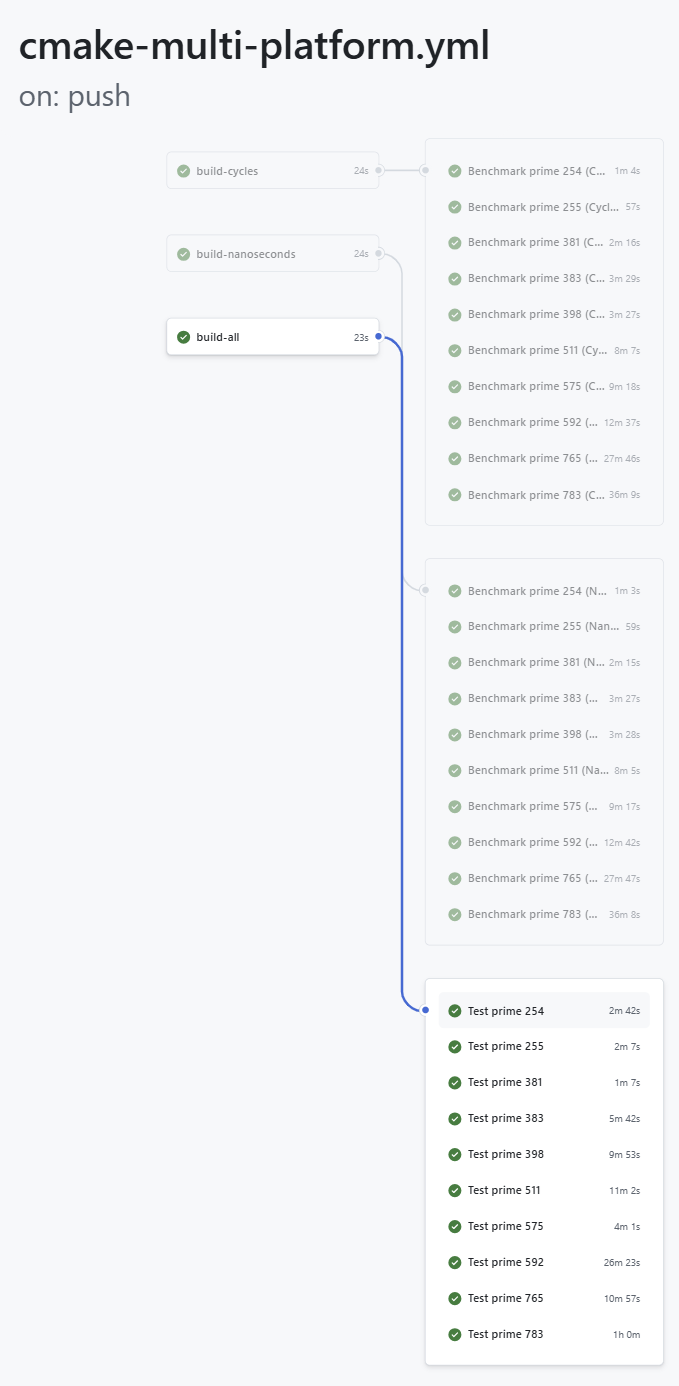 cmake-multi-platform.yml
on: push
build-cycles 24s
build-nanoseconds 24s
build-all 23s
Benchmark prime 254 (C... 1m 4s
Benchmark prime 255 (Cycl... 57s
Benchmark prime 381 (C... 2m 16s
Benchmark prime 383 (C... 3m 29s
Benchmark prime 398 (C... 3m 27s
Benchmark prime 511 (Cy... 8m 7s
Benchmark prime 575 (C... 9m 18s
Benchmark prime 592 (... 12m 37s
Benchmark prime 765 (... 27m 46s
Benchmark prime 783 (C... 36m 9s
Benchmark prime 254 (N... 1m 3s
Benchmark prime 255 (Nan... 59s
Benchmark prime 381 (N... 2m 15s
Benchmark prime 383 (... 3m 27s
Benchmark prime 398 (... 3m 28s
Benchmark prime 511 (Na... 8m 5s
Benchmark prime 575 (... 9m 17s
Benchmark prime 592 (... 12m 42s
Benchmark prime 765 (... 27m 47s
Benchmark prime 783 (... 36m 8s
Test prime 254 2m 42s
Test prime 255 2m 7s
Test prime 381 1m 7s
Test prime 383 5m 42s
Test prime 398 9m 53s
Test prime 511 11m 2s
Test prime 575 4m 1s
Test prime 592 26m 23s
Test prime 765 10m 57s
Test prime 783 1h 0m